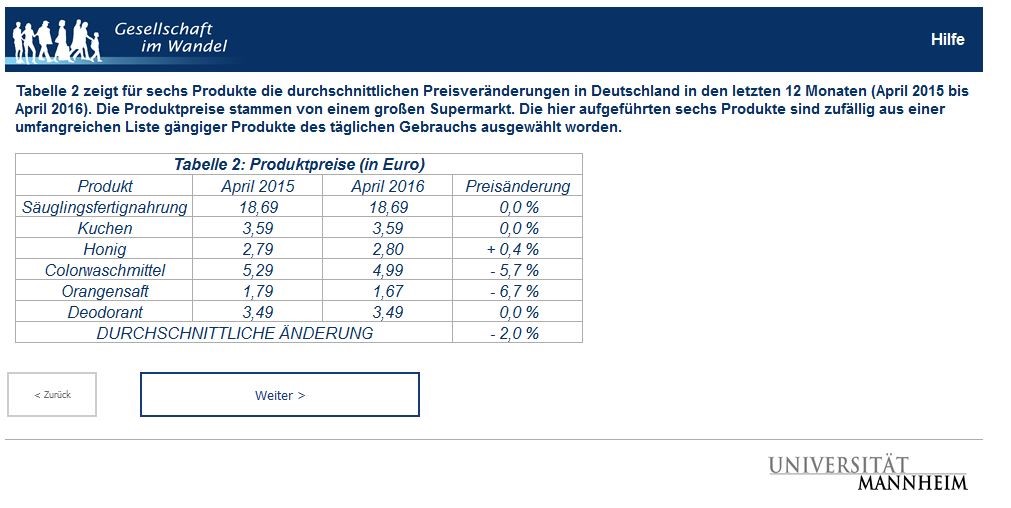 Gesellschaft
im Wandel
Hilfe
Tabelle 2 zeigt für sechs Produkte die durchschnittlichen Preisveränderungen in Deutschland in den letzten 12 Monaten (April 2015 bis
April 2016). Die Produktpreise stammen von einem großen Supermarkt. Die hier aufgeführten sechs Produkte sind zufällig aus einer
umfangreichen Liste gängiger Produkte des täglichen Gebrauchs ausgewählt worden.
Tabelle 2: Produktpreise (in Euro)
Produkt April 2015 April 2016 Preisänderung
Säuglingsfertignahrung 18,69 18,69 0,0 %
Kuchen 3,59 3,59 0,0 %
Honig 2,79 2,80 + 0,4 %
Colorwaschmittel 5,29 4,99 - 5,7 %
Orangensaft 1,79 1,67 - 6,7 %
Deodorant 3,49 3,49 0,0 %
DURCHSCHNITTLICHE ÄNDERUNG - 2,0 %
< Zurück Weiter >
UNIVERSITÄT
MANNHEIM